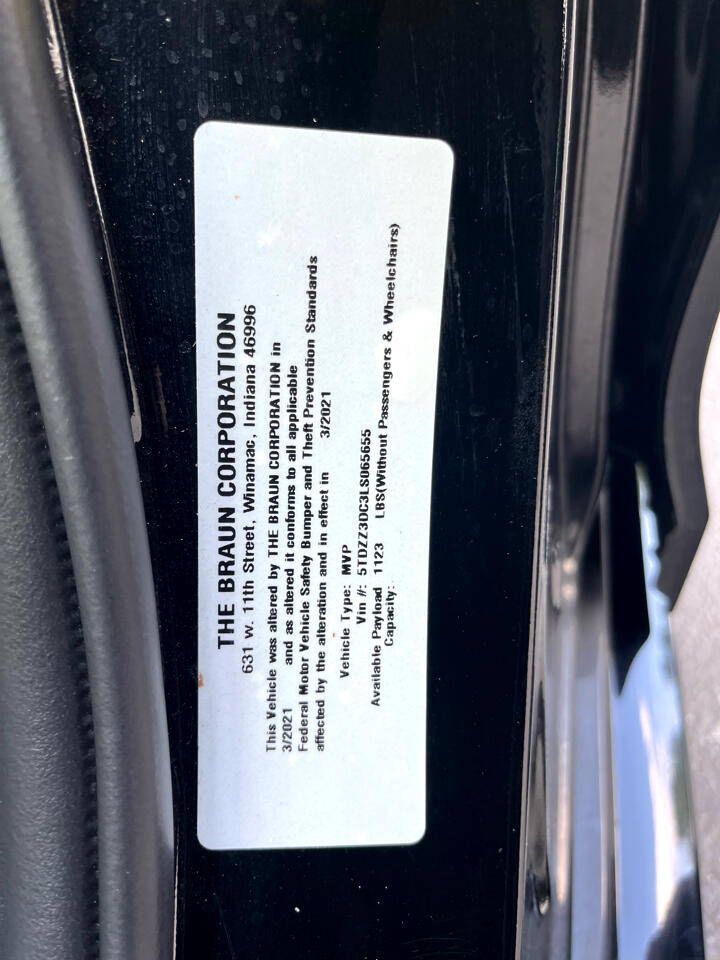 THE BRAUN CORPORATION
631 w. 11th Street, Winamac, Indiana 46996
This Vehicle was altered by THE BRAUN CORPORATION in
3/2021 and as altered it conforms to all applicable
Federal Motor Vehicle Safety Bumper and Theft Prevention Standards
affected by the alteration and in effect in 3/2021
Vehicle Type: MVP
Vin #: 5TDZZ3DC3LS065655
Available Payload 1123 LBS(Without Passengers & Wheelchairs)
Capacity: